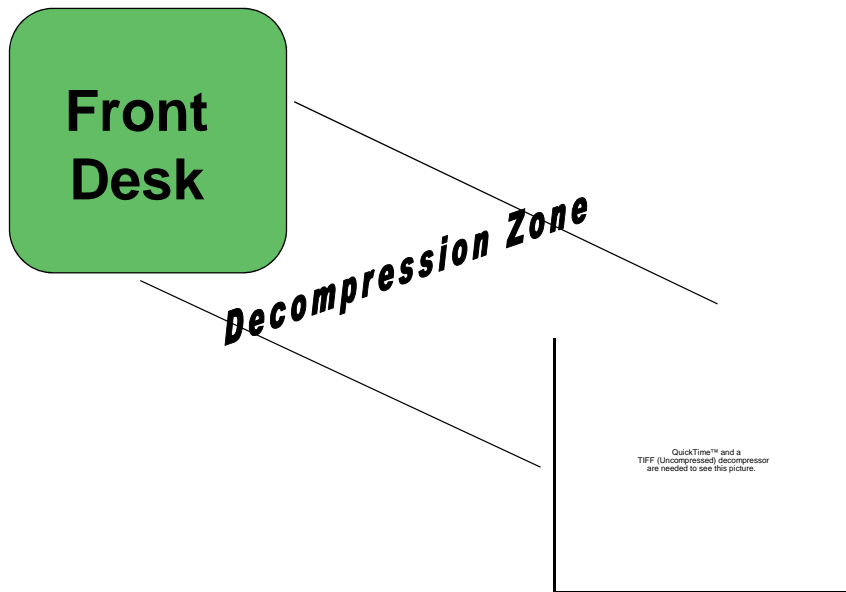 Front
Desk
Decompression Zone
QuickTime™ and a
TIFF (Uncompressed) decompressor
are needed to see this picture.